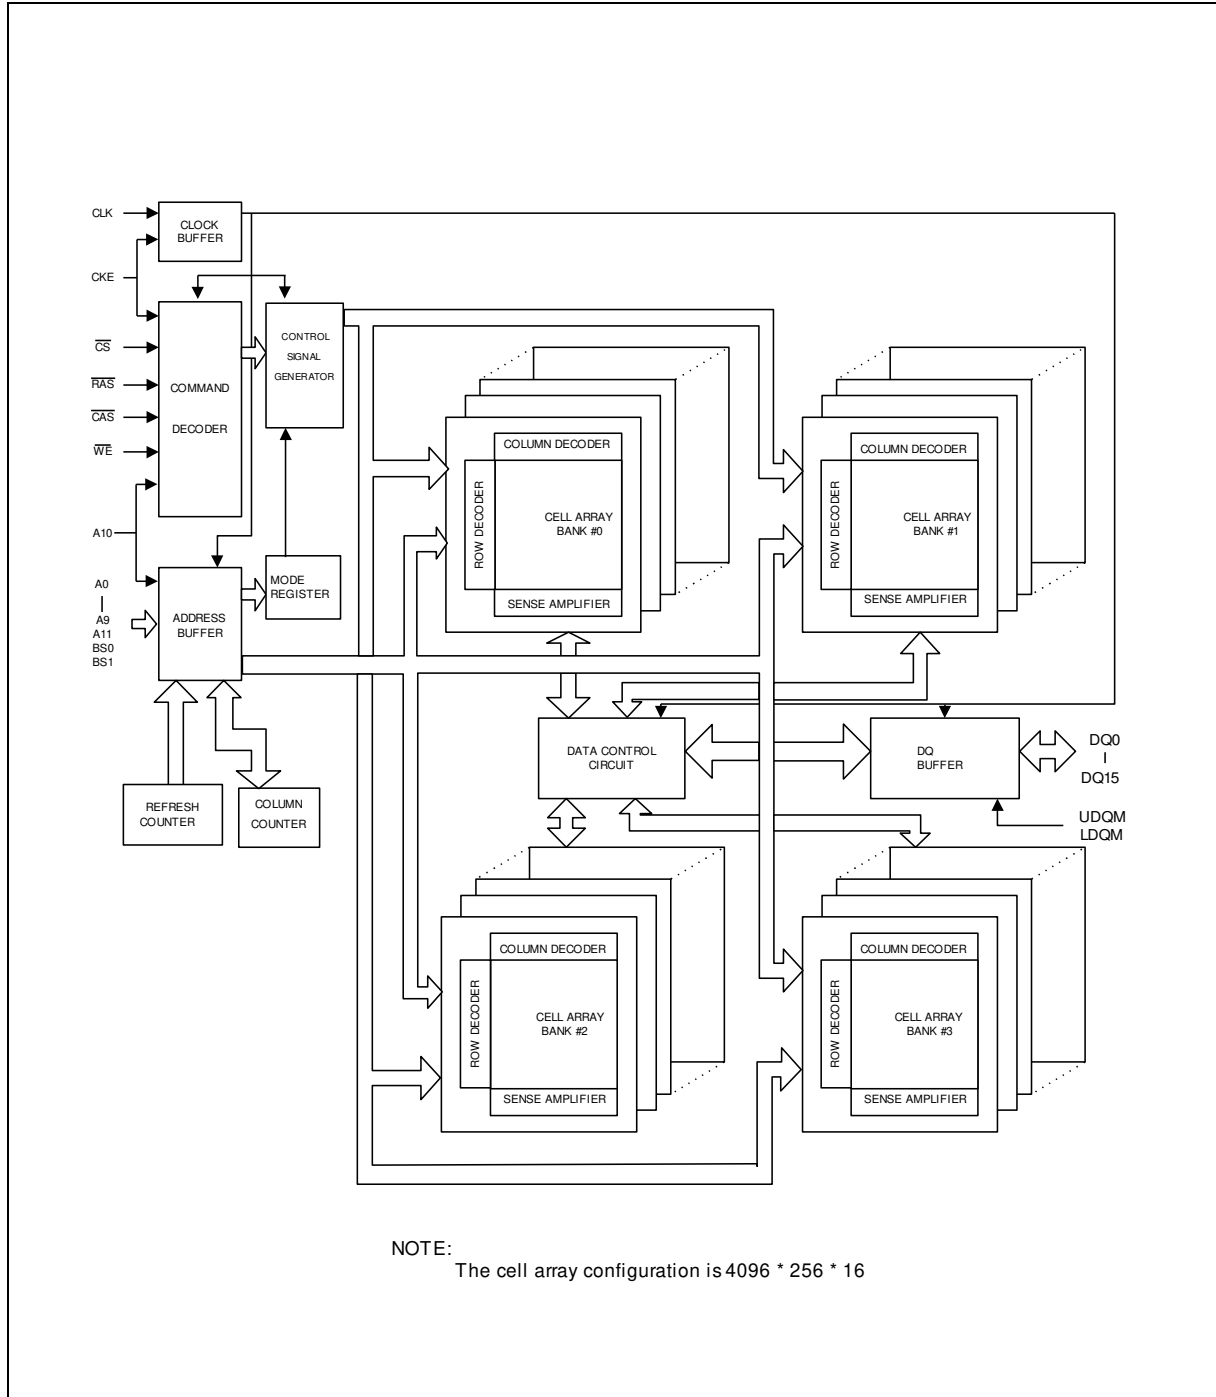 CLK
CLOCK
BUFFER
CKE
CS
RAS
CAS
WE
COMMAND
DECODER
CONTROL
SIGNAL
GENERATOR
A10
A0
A9
A11
BS0
BS1
ADDRESS
BUFFER
MODE
REGISTER
REFRESH
COUNTER
COLUMN
COUNTER
COLUMN DECODER
ROW DECODER
CELL ARRAY
BANK #0
SENSE AMPLIFIER
COLUMN DECODER
ROW DECODER
CELL ARRAY
BANK #1
SENSE AMPLIFIER
DATA CONTROL
CIRCUIT
DQ
BUFFER
DQ0
DQ15
UDQM
LDQM
COLUMN DECODER
ROW DECODER
CELL ARRAY
BANK #2
SENSE AMPLIFIER
COLUMN DECODER
ROW DECODER
CELL ARRAY
BANK #3
SENSE AMPLIFIER
NOTE:
The cell array configuration is 4096 * 256 * 16